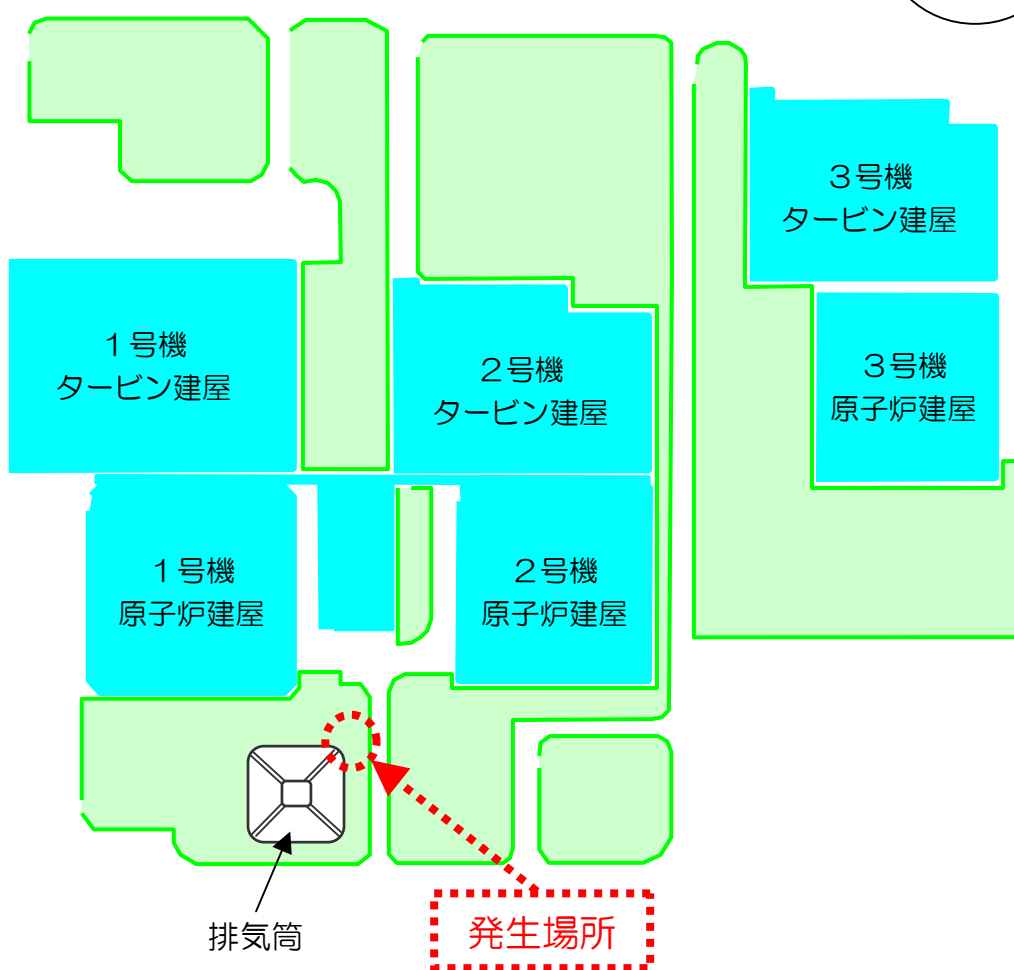 ３号機
タービン建屋
１号機
タービン建屋
２号機
タービン建屋
３号機
原子炉建屋
１号機
原子炉建屋
２号機
原子炉建屋
排気筒
発生場所